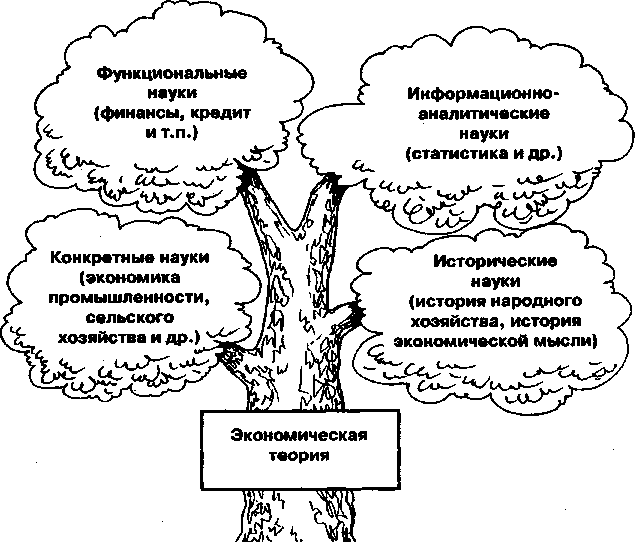 Функциональные
науки
(финансы, кредит
и т.п.)
Информационно-
аналитические
науки
(статистика и др.)
Конкретные науки
(экономика
промышленности,
сельского
хозяйства и др.)
Исторические
науки
(история народного
хозяйства, история
экономической мысли)
Экономическая
теория